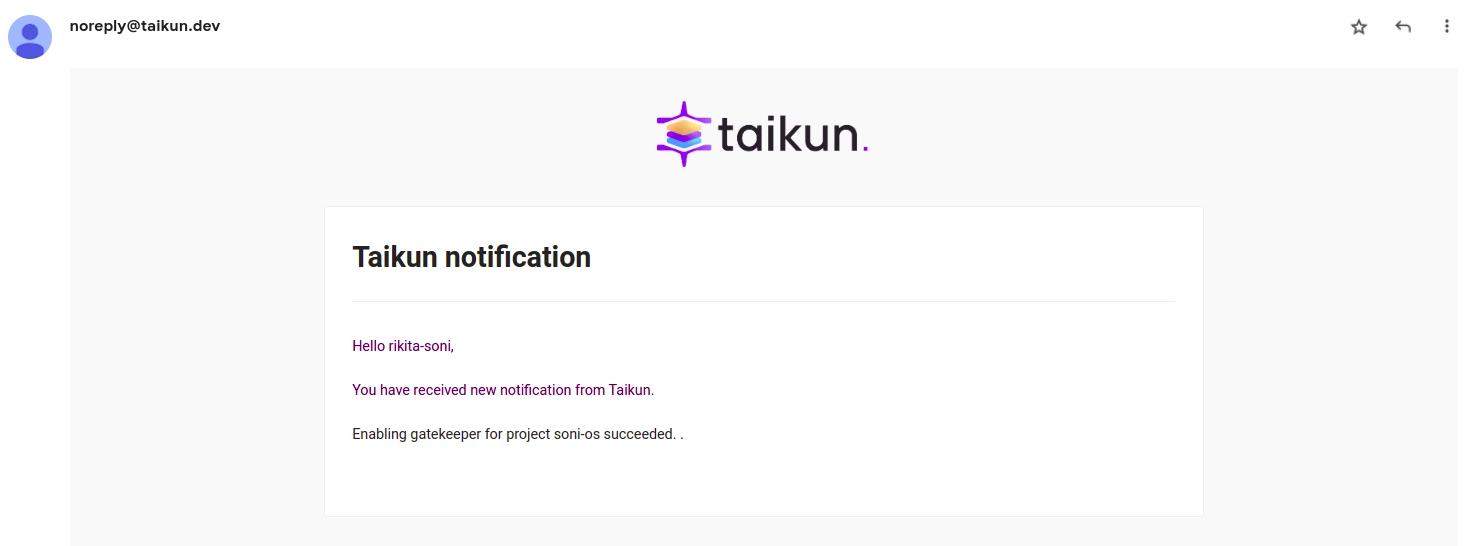 noreply@taikun.dev
taikun.
Taikun notification
Hello rikita-soni,
You have received new notification from Taikun.
Enabling gatekeeper for project soni-os succeeded. .